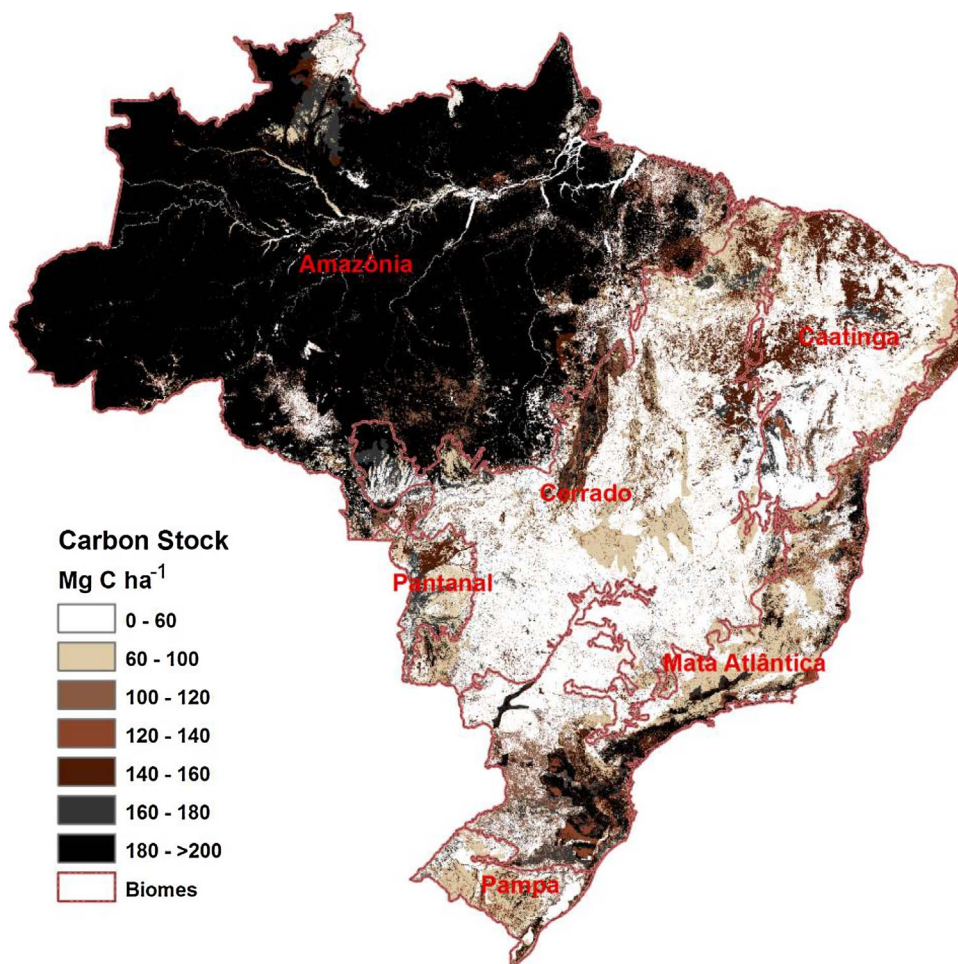 Amazônia
Caatinga
Cerrado
Pantanal
Mata Atlântica
Pampa
Carbon Stock
Mg C ha⁻¹
0 - 60
60 - 100
100 - 120
120 - 140
140 - 160
160 - 180
180 - >200
Biomes